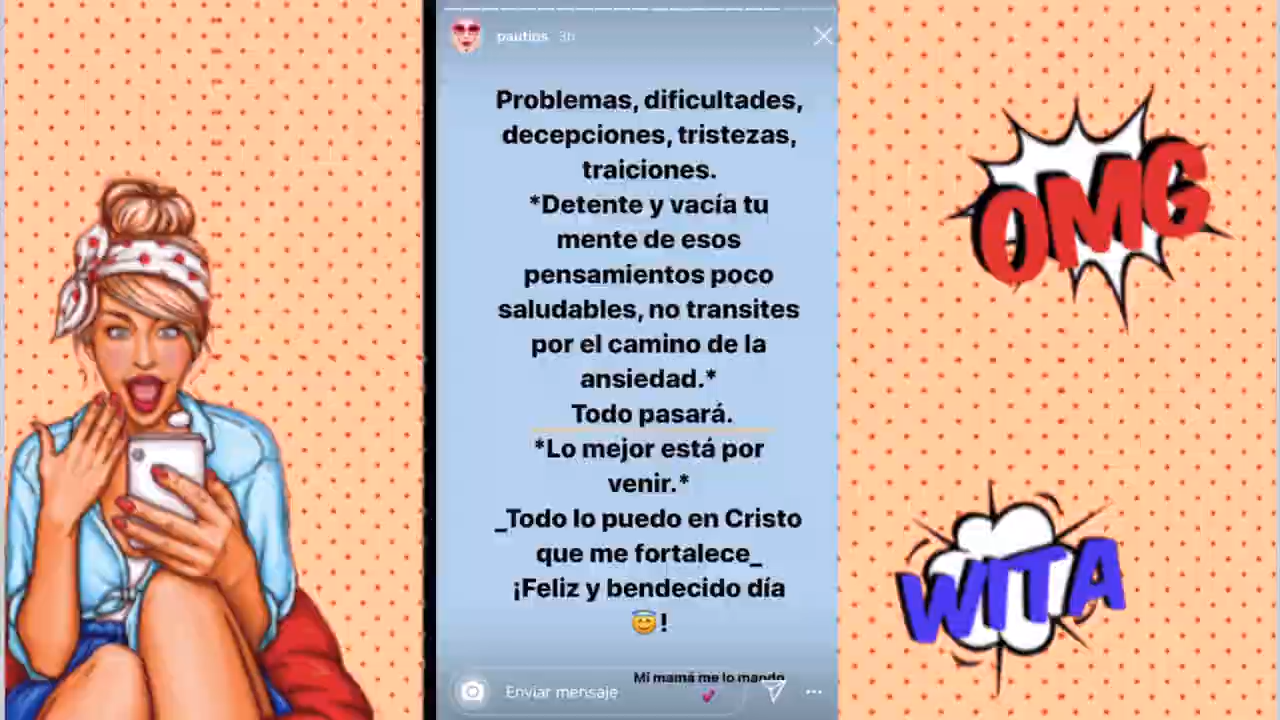 pautips 3h
Problemas, dificultades,
decepciones, tristezas,
traiciones.
*Detente y vacía tu
mente de esos
pensamientos poco
saludables, no transites
por el camino de la
ansiedad.*
Todo pasará.
*Lo mejor está por
venir.*
_Todo lo puedo en Cristo
que me fortalece_
¡Feliz y bendecido día
😇!
Mi mamá me lo mando
Enviar mensaje
OMG
WITA